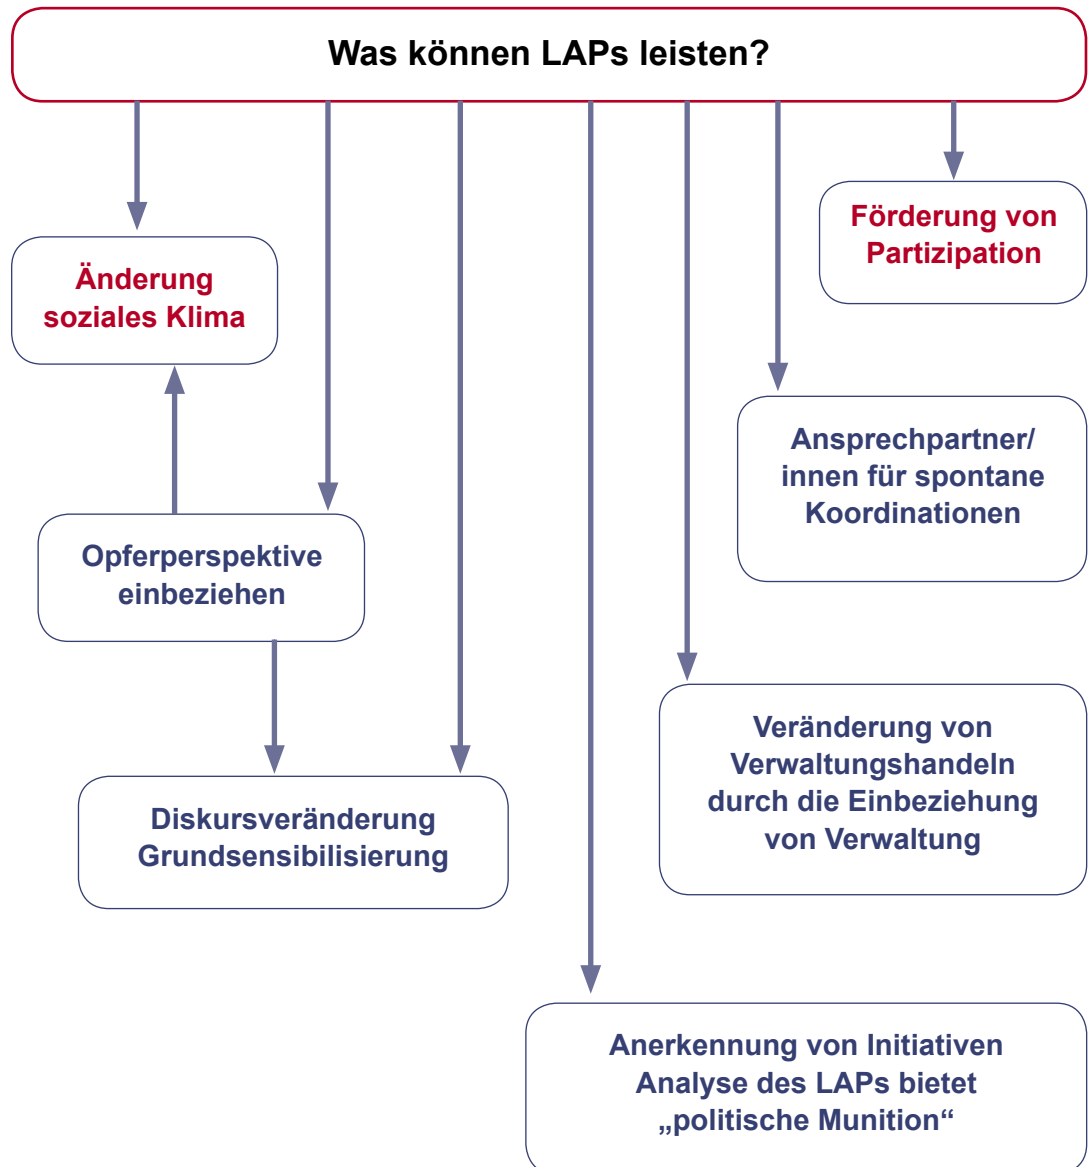 Was können LAPs leisten?
Förderung von
Partizipation
Änderung
soziales Klima
Ansprechpartner/
innen für spontane
Koordinationen
Opferperspektive
einbeziehen
Veränderung von
Verwaltungshandeln
durch die Einbeziehung
von Verwaltung
Diskursveränderung
Grundsensibilisierung
Anerkennung von Initiativen
Analyse des LAPs bietet
„politische Munition“